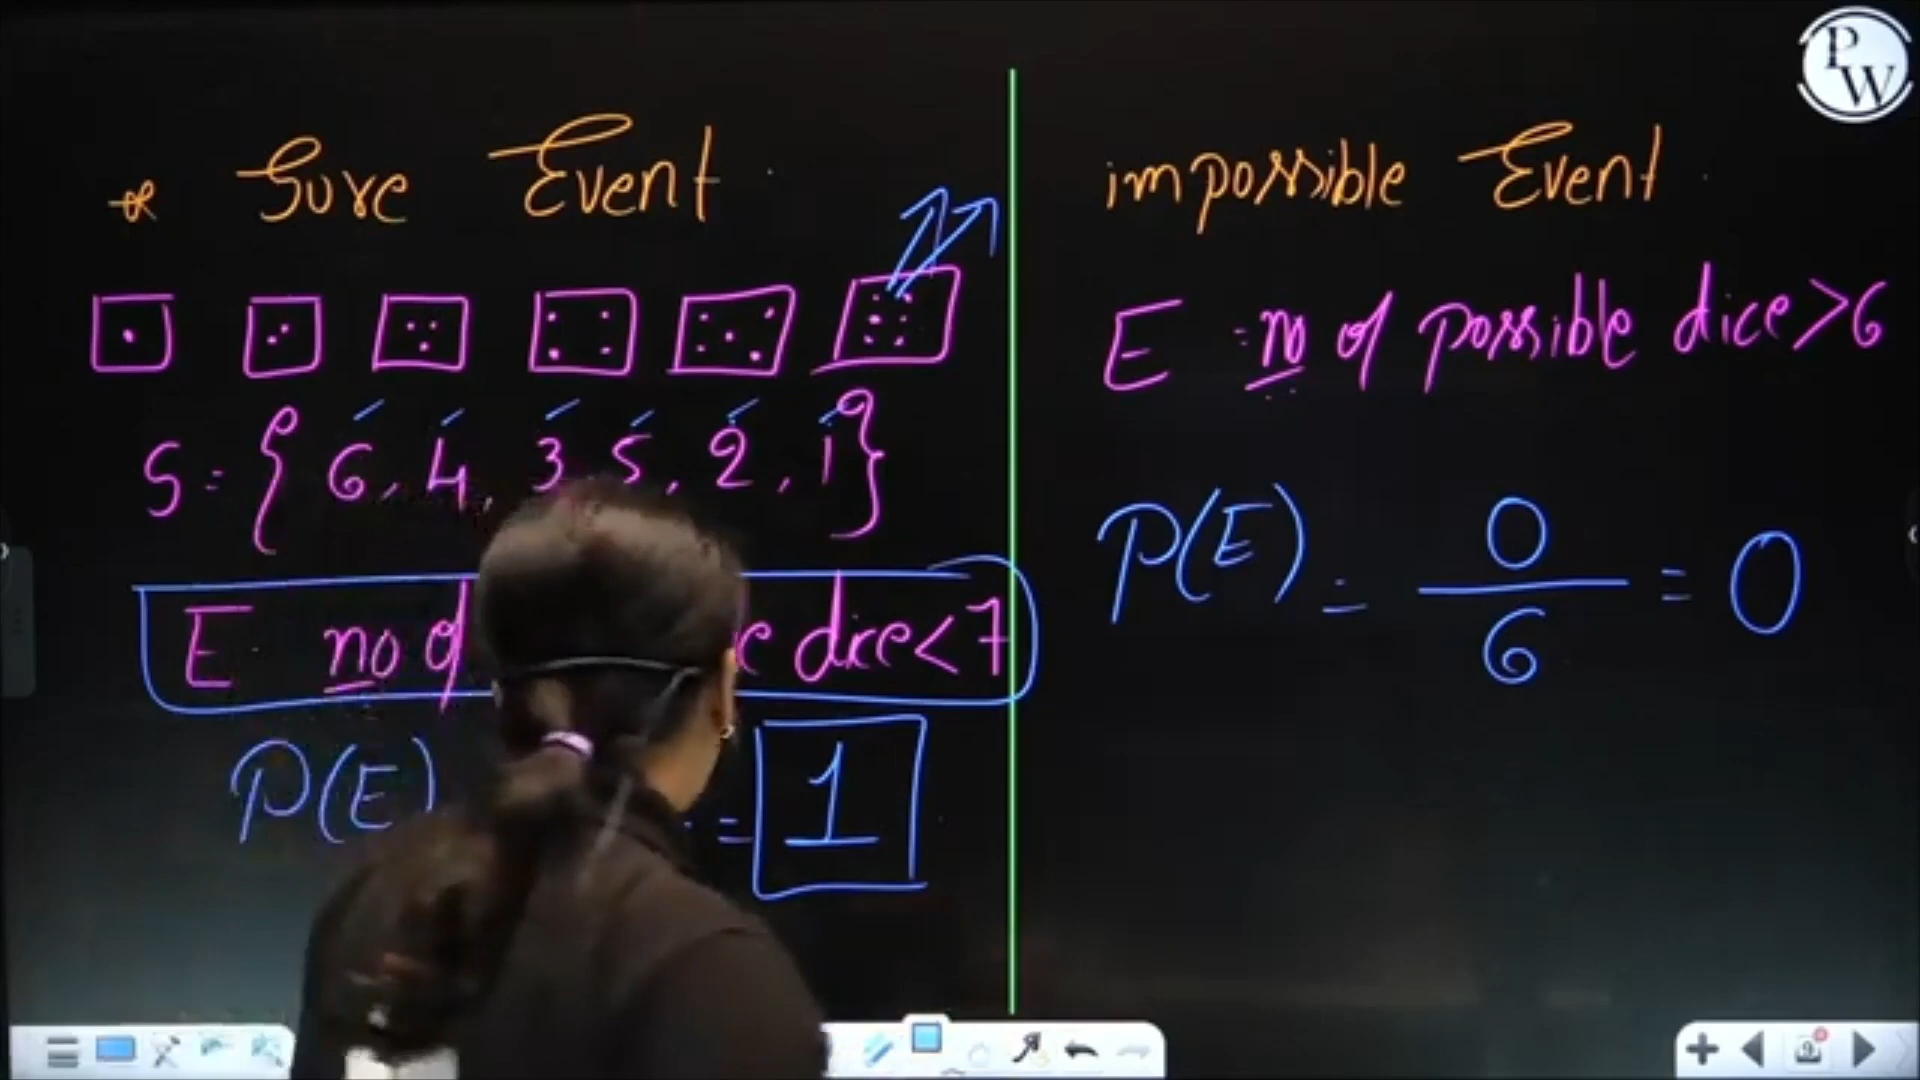 PW
* Sure Event
S = { 6, 4, 3 5, 2, 1 }
E no of dice < 7
P(E) = 1
impossible Event
E = no of possible dice > 6
P(E) = 0/6 = 0